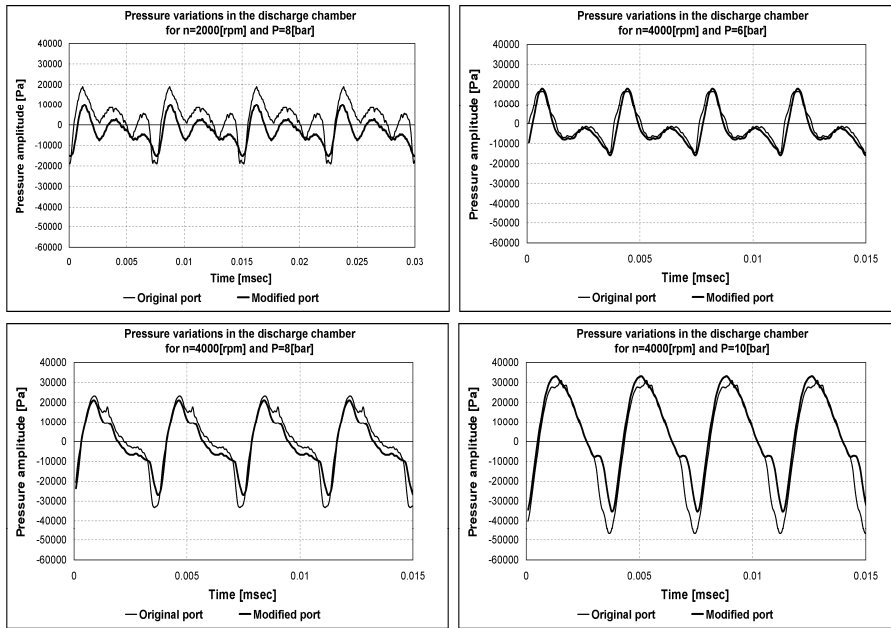 Pressure variations in the discharge chamber
for n=2000[rpm] and P=8[bar]
Pressure amplitude [Pa]
40000
30000
20000
10000
0
-10000
-20000
-30000
-40000
-50000
-60000
0
0.005
0.01
0.015
0.02
0.025
0.03
Time [msec]
Original port
Modified port
Pressure variations in the discharge chamber
for n=4000[rpm] and P=6[bar]
Pressure amplitude [Pa]
40000
30000
20000
10000
0
-10000
-20000
-30000
-40000
-50000
-60000
0
0.005
0.01
0.015
Time [msec]
Original port
Modified port
Pressure variations in the discharge chamber
for n=4000[rpm] and P=8[bar]
Pressure amplitude [Pa]
40000
30000
20000
10000
0
-10000
-20000
-30000
-40000
-50000
-60000
0
0.005
0.01
0.015
Time [msec]
Original port
Modified port
Pressure variations in the discharge chamber
for n=4000[rpm] and P=10[bar]
Pressure amplitude [Pa]
40000
30000
20000
10000
0
-10000
-20000
-30000
-40000
-50000
-60000
0
0.005
0.01
0.015
Time [msec]
Original port
Modified port